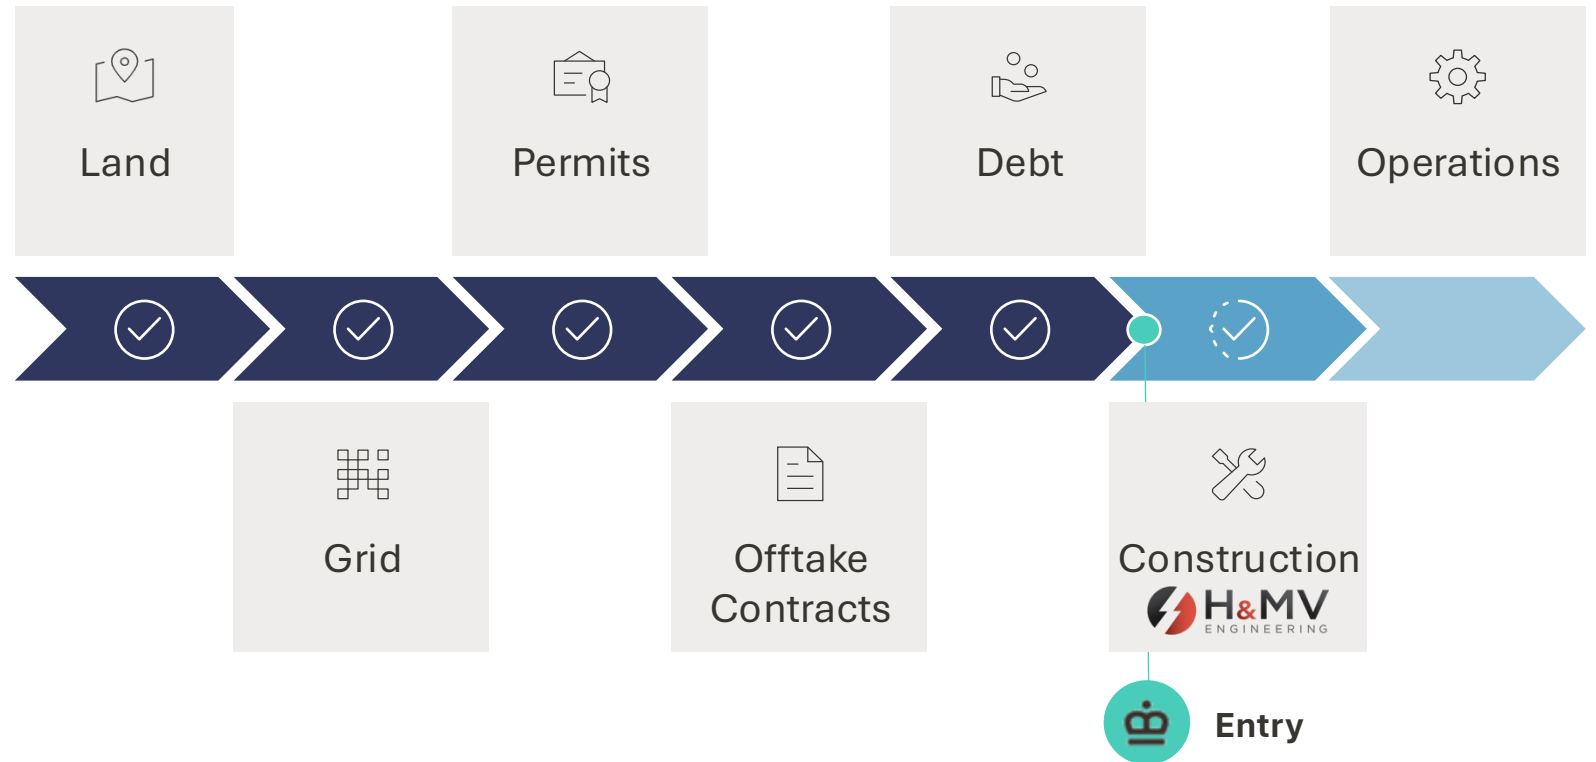 Land
Permits
Debt
Operations
Grid
Offtake
Contracts
Construction
H&MV
ENGINEERING
Entry